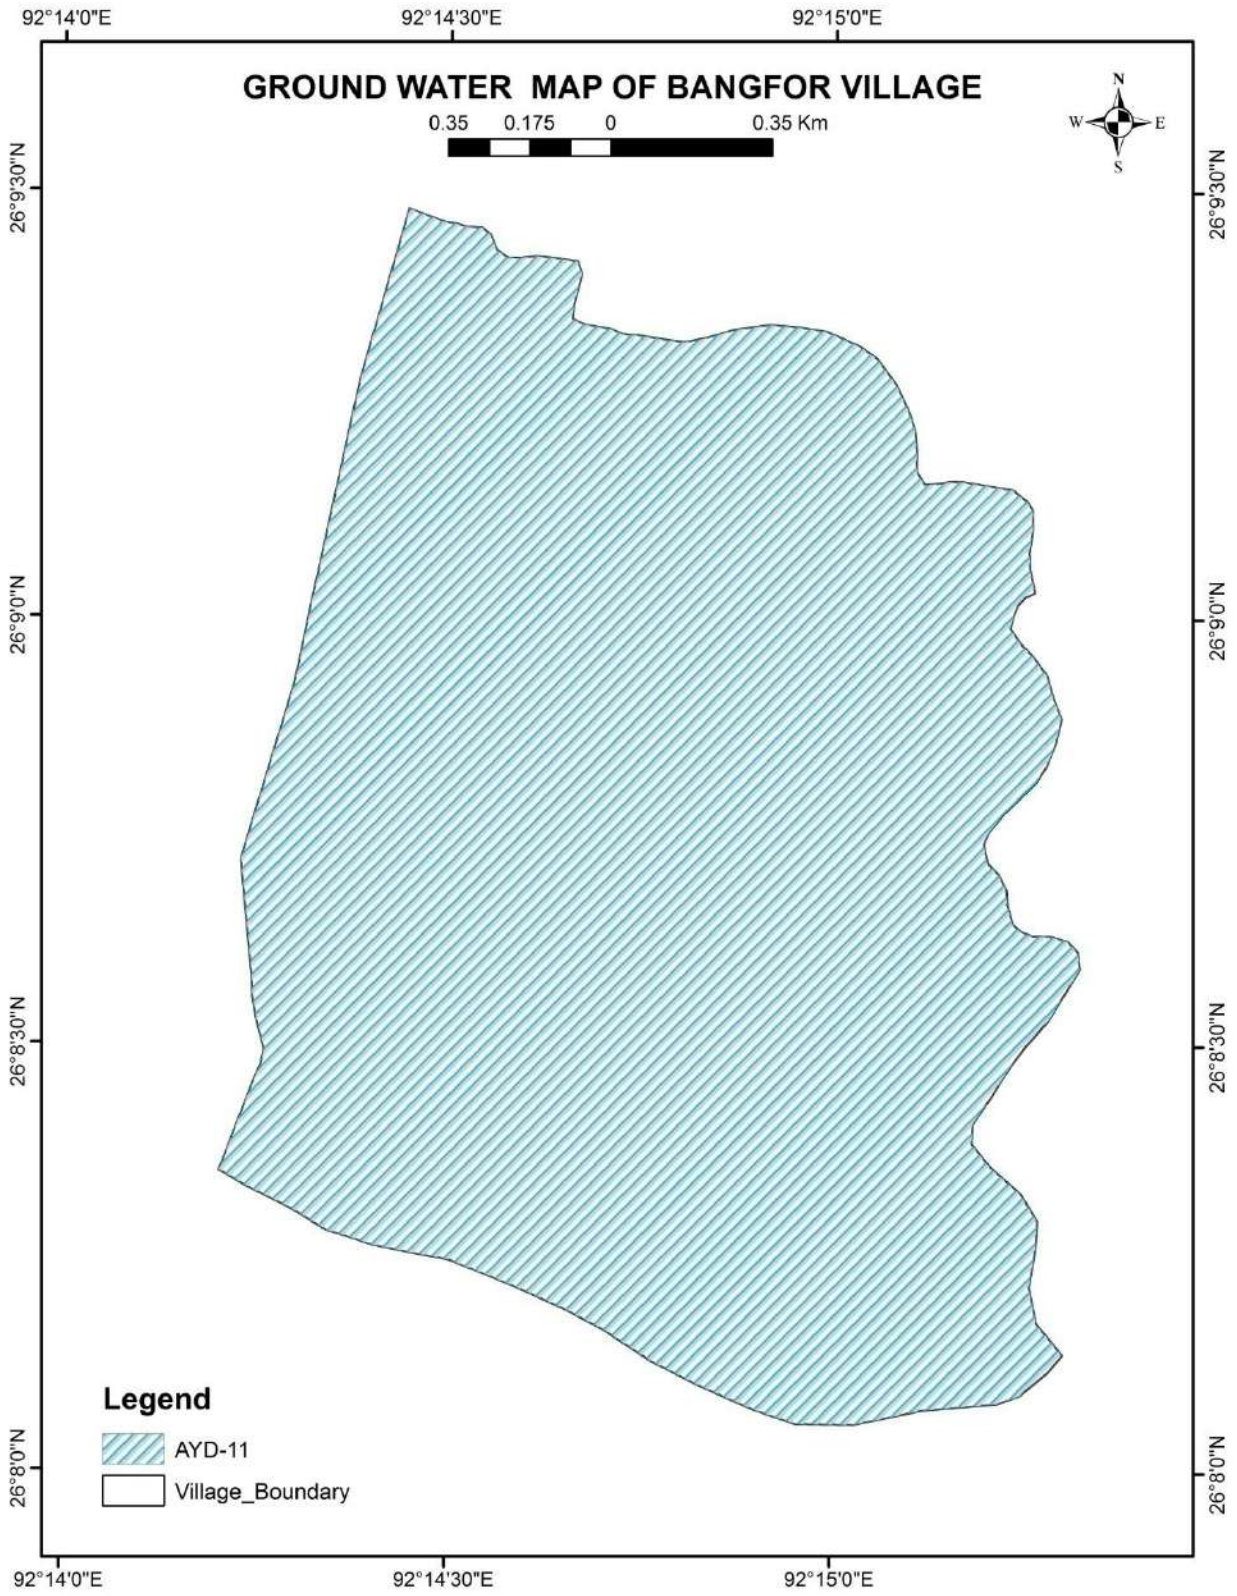 92°14'0"E 92°14'30"E 92°15'0"E
GROUND WATER MAP OF BANGFOR VILLAGE
0.35 0.175 0 0.35 Km
N
W E
S
26°9'30"N 26°9'30"N
26°9'0"N 26°9'0"N
26°8'30"N 26°8'30"N
Legend
AYD-11
Village_Boundary
26°8'0"N 26°8'0"N
92°14'0"E 92°14'30"E 92°15'0"E